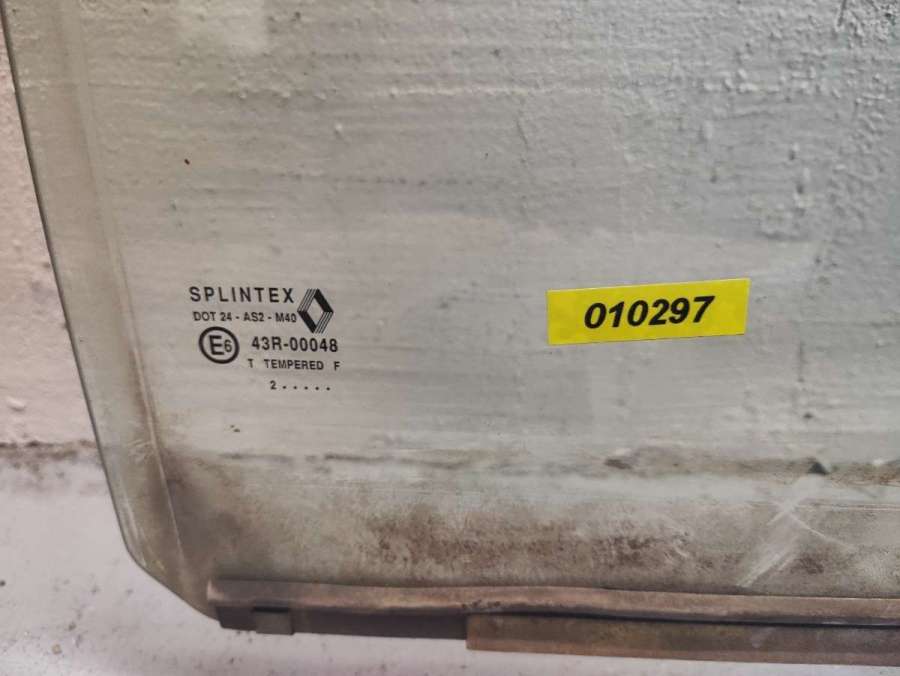 SPLINTEX
DOT 24 - AS2 - M40
E6 43R-00048
T TEMPERED F
2 . . . . .
010297